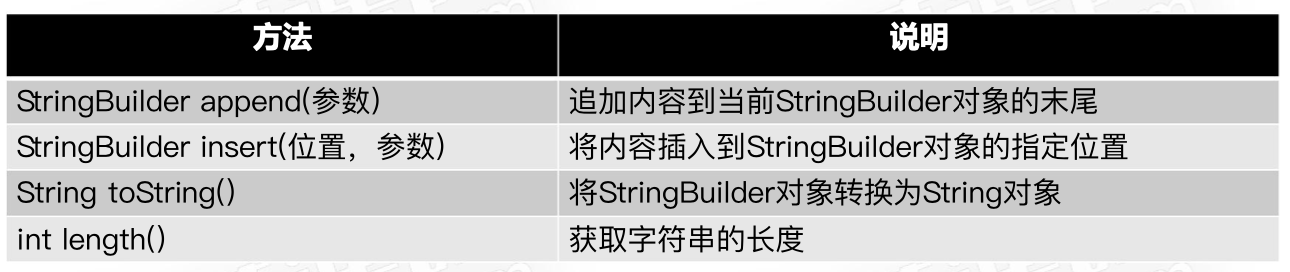 方法 说明
StringBuilder append(参数) 追加内容到当前StringBuilder对象的末尾
StringBuilder insert(位置，参数) 将内容插入到StringBuilder对象的指定位置
String toString() 将StringBuilder对象转换为String对象
int length() 获取字符串的长度